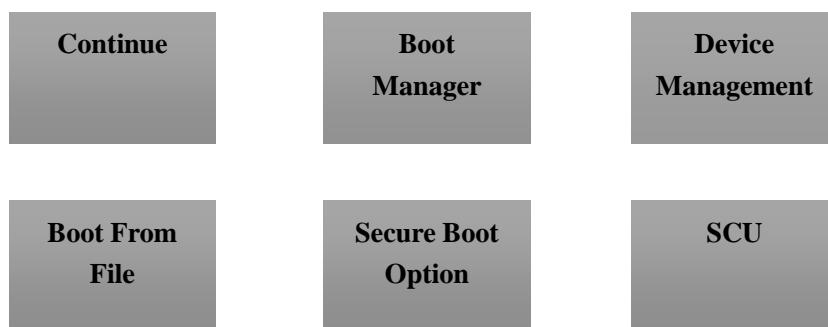 Continue
Boot
Manager
Device
Management
Boot From
File
Secure Boot
Option
SCU